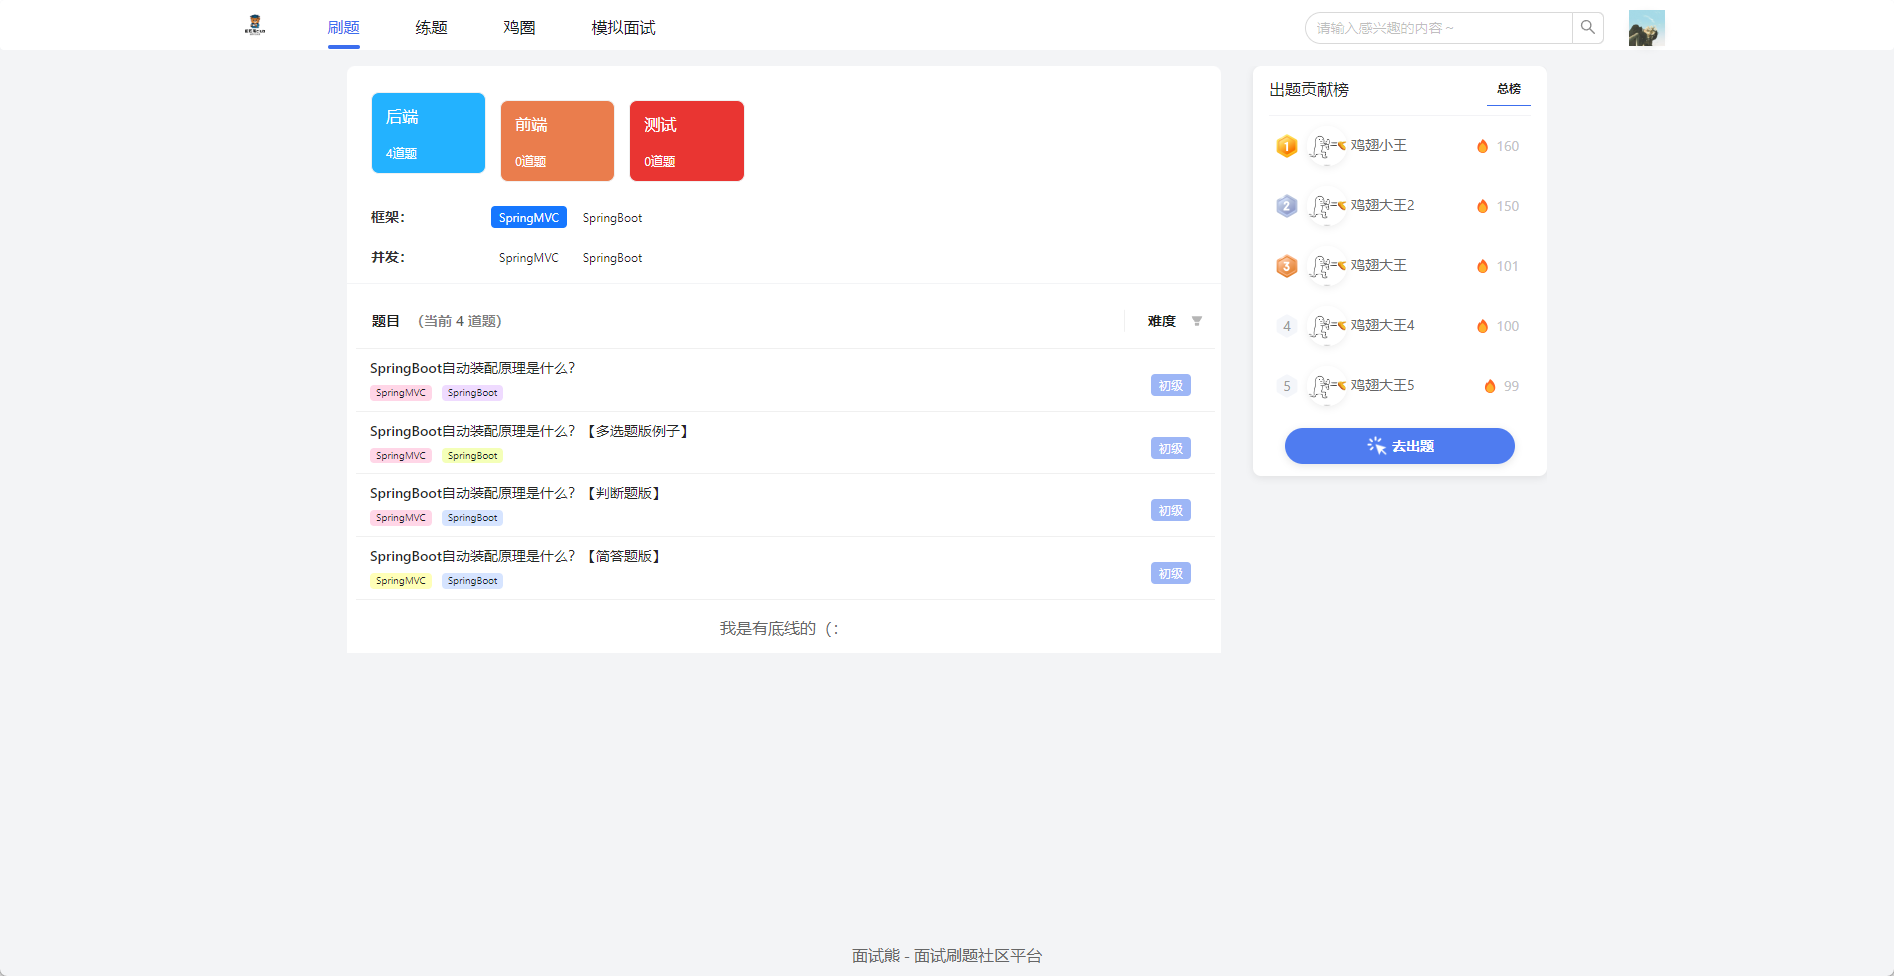 刷题 练题 鸡圈 模拟面试 请输入感兴趣的内容~
后端 前端 测试
4道题 0道题 0道题
框架： SpringMVC SpringBoot
并发： SpringMVC SpringBoot
题目 (当前 4 道题) 难度
SpringBoot自动装配原理是什么？
SpringMVC SpringBoot 初级
SpringBoot自动装配原理是什么？【多选题版例子】
SpringMVC SpringBoot 初级
SpringBoot自动装配原理是什么？【判断题版】
SpringMVC SpringBoot 初级
SpringBoot自动装配原理是什么？【简答题版】
SpringMVC SpringBoot 初级
我是有底线的（：
出题贡献榜 总榜
1 鸡翅小王 160
2 鸡翅大王2 150
3 鸡翅大王 101
4 鸡翅大王4 100
5 鸡翅大王5 99
去出题
面试熊 - 面试刷题社区平台